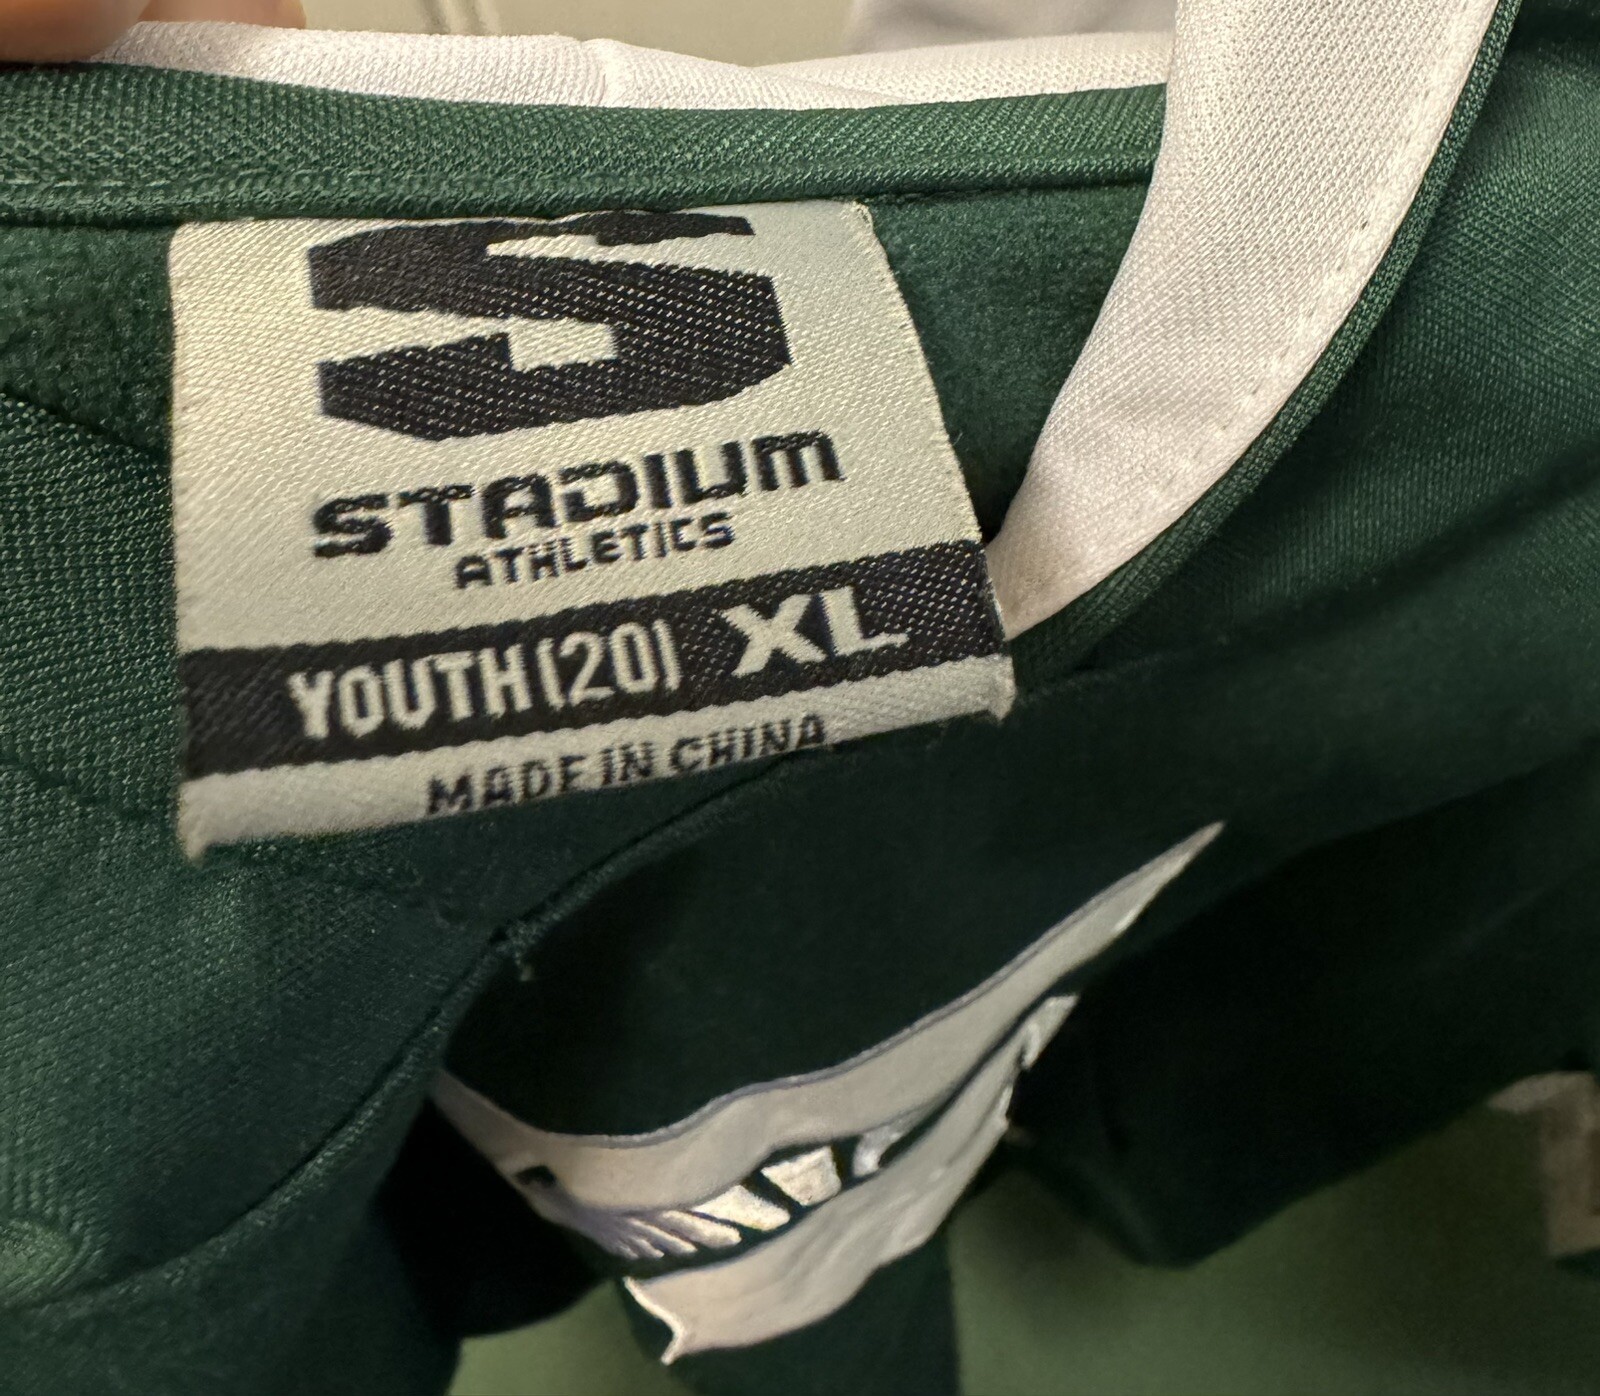 S
STADIUM
ATHLETICS
YOUTH (20) XL
MADE IN CHINA